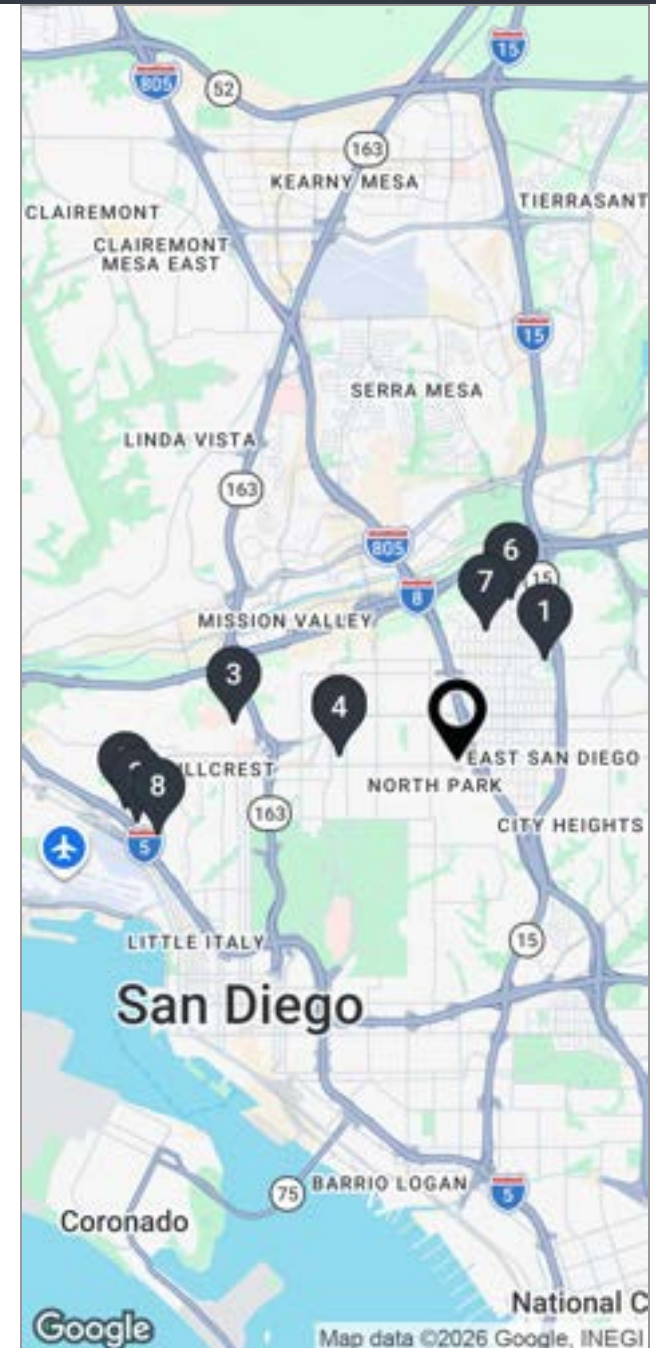 15
805
52
163
KEARNY MESA
TIERRASANT
CLAIREMONT
CLAIREMONT
MESA EAST
15
SERRA MESA
LINDA VISTA
163
805
6
15
7
8
1
MISSION VALLEY
3
4
HILLCREST
EAST SAN DIEGO
NORTH PARK
8
163
CITY HEIGHTS
5
LITTLE ITALY
15
San Diego
75
BARRIO LOGAN
5
Coronado
National C
Google
Map data ©2026 Google, INEGI